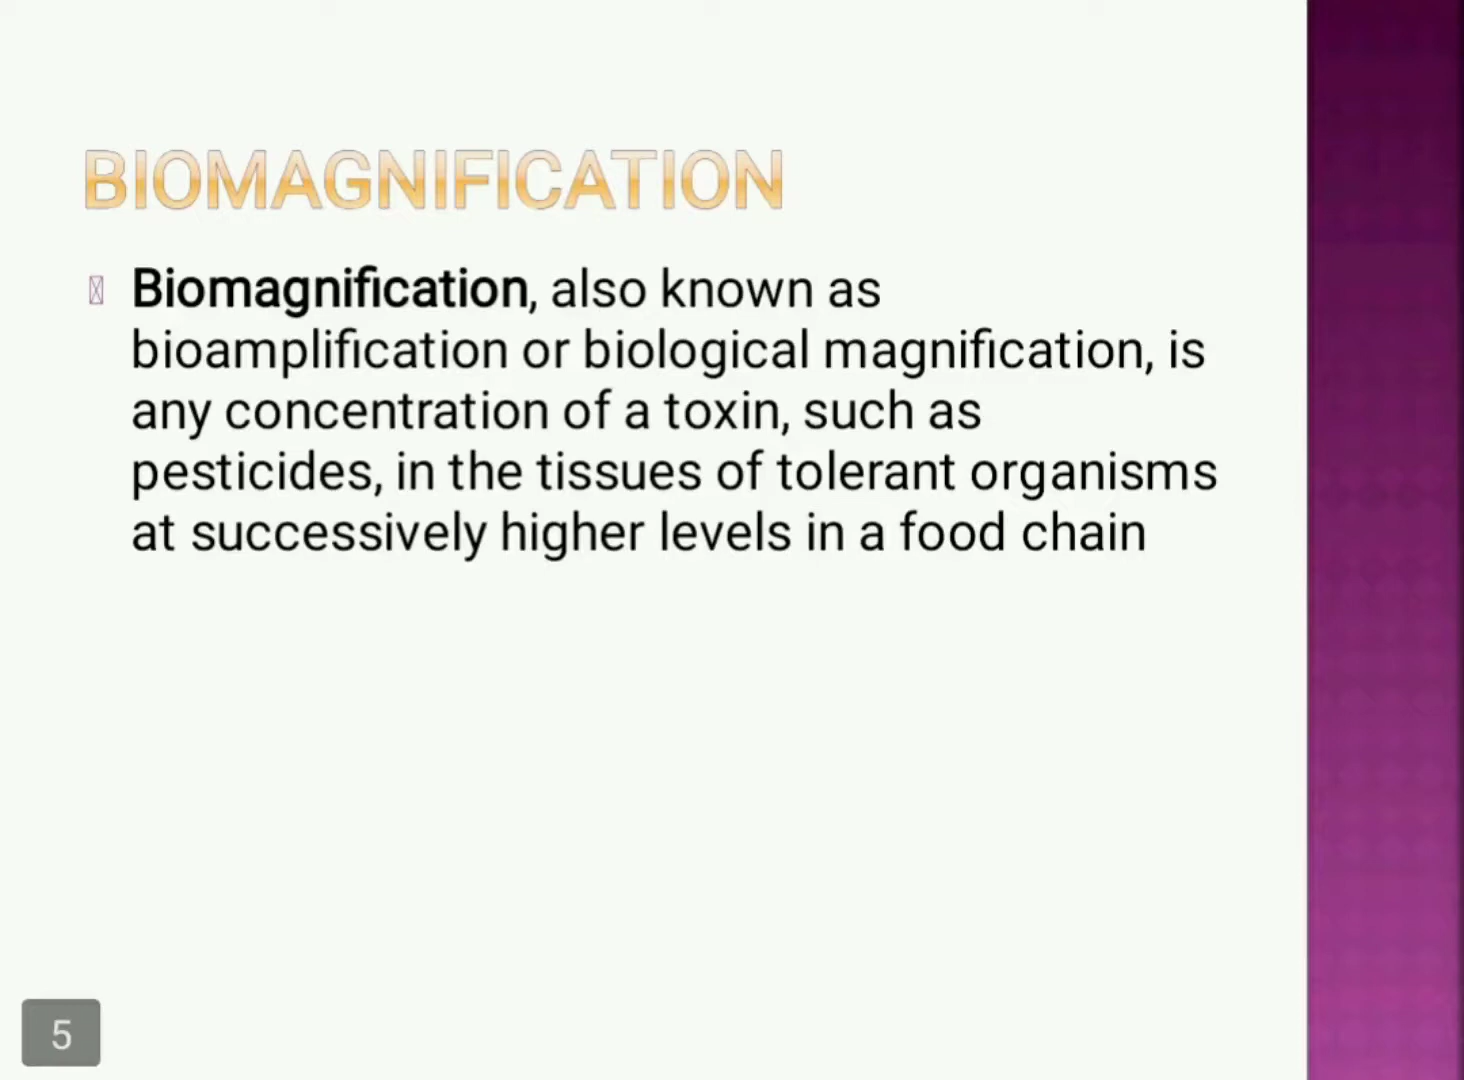 BIOMAGNIFICATION
Biomagnification, also known as
bioamplification or biological magnification, is
any concentration of a toxin, such as
pesticides, in the tissues of tolerant organisms
at successively higher levels in a food chain
5